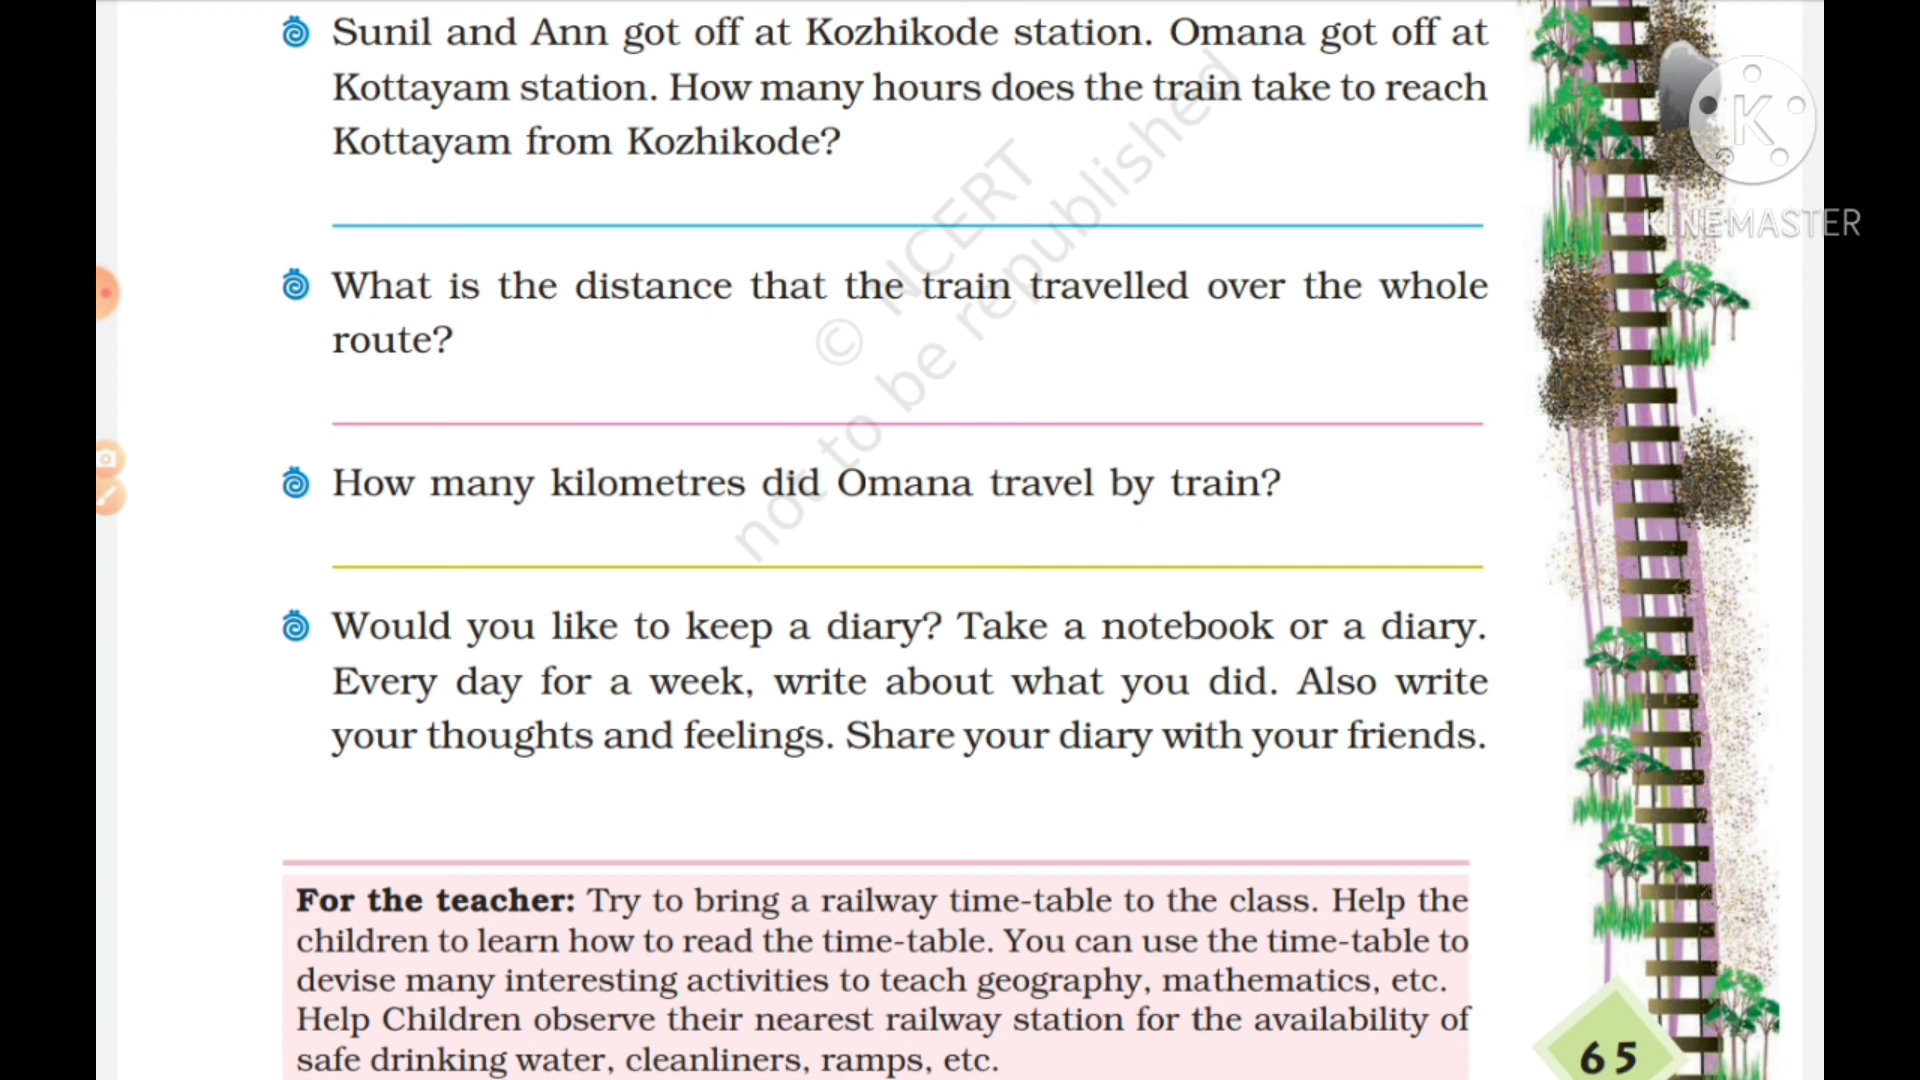 Sunil and Ann got off at Kozhikode station. Omana got off at
Kottayam station. How many hours does the train take to reach
Kottayam from Kozhikode?
What is the distance that the train travelled over the whole
route?
How many kilometres did Omana travel by train?
Would you like to keep a diary? Take a notebook or a diary.
Every day for a week, write about what you did. Also write
your thoughts and feelings. Share your diary with your friends.
For the teacher: Try to bring a railway time-table to the class. Help the
children to learn how to read the time-table. You can use the time-table to
devise many interesting activities to teach geography, mathematics, etc.
Help Children observe their nearest railway station for the availability of
safe drinking water, cleanliners, ramps, etc.
65
© NCERT
not to be republished
K
KINEMASTER